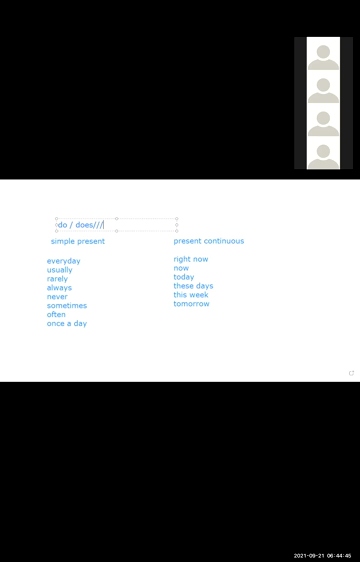 do / does///
simple present
present continuous
everyday
usually
rarely
always
never
sometimes
often
once a day
right now
now
today
these days
this week
tomorrow
2021-09-21 06:44:45